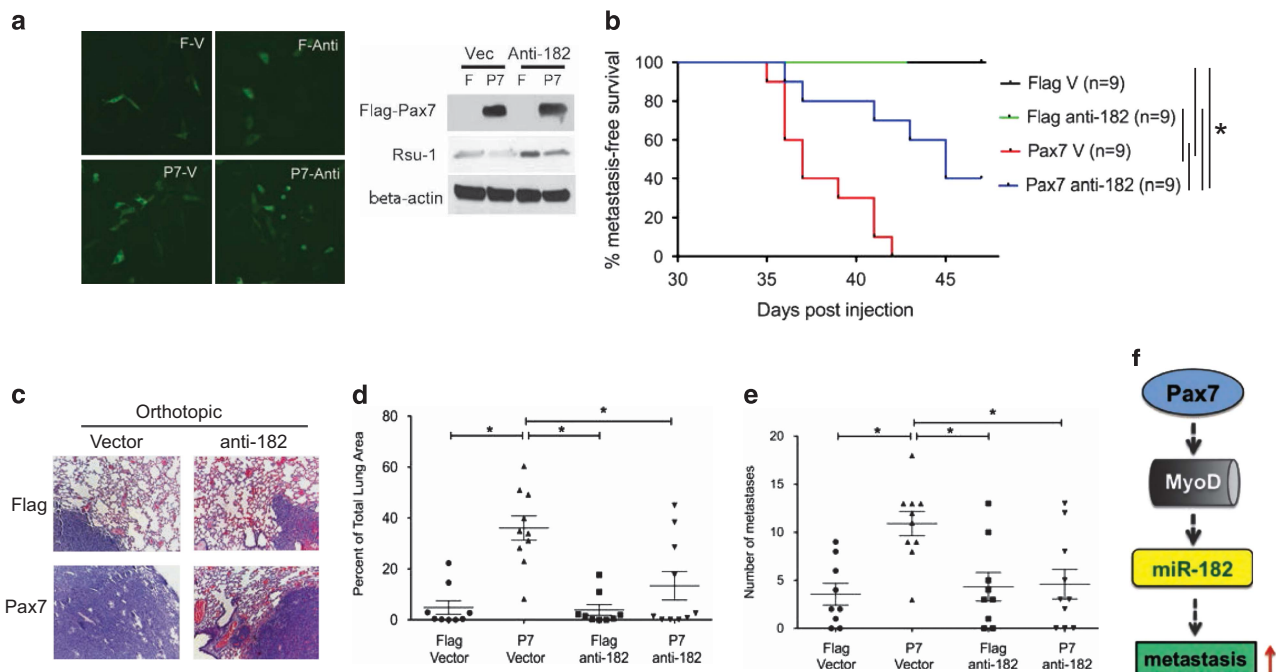 a
F-V
F-Anti
P7-V
P7-Anti
Vec Anti-182
F P7 F P7
Flag-Pax7
Rsu-1
beta-actin
b
% metastasis-free survival
100
80
60
40
20
0
30 35 40 45
Days post injection
Flag V (n=9)
Flag anti-182 (n=9)
Pax7 V (n=9)
Pax7 anti-182 (n=9)
*
c
Orthotopic
Vector anti-182
Flag
Pax7
d
Percent of Total Lung Area
80
60
40
20
0
*
* *
Flag Vector
P7 Vector
Flag anti-182
P7 anti-182
e
Number of metastases
20
15
10
5
0
*
* *
Flag Vector
P7 Vector
Flag anti-182
P7 anti-182
f
Pax7
MyoD
miR-182
metastasis